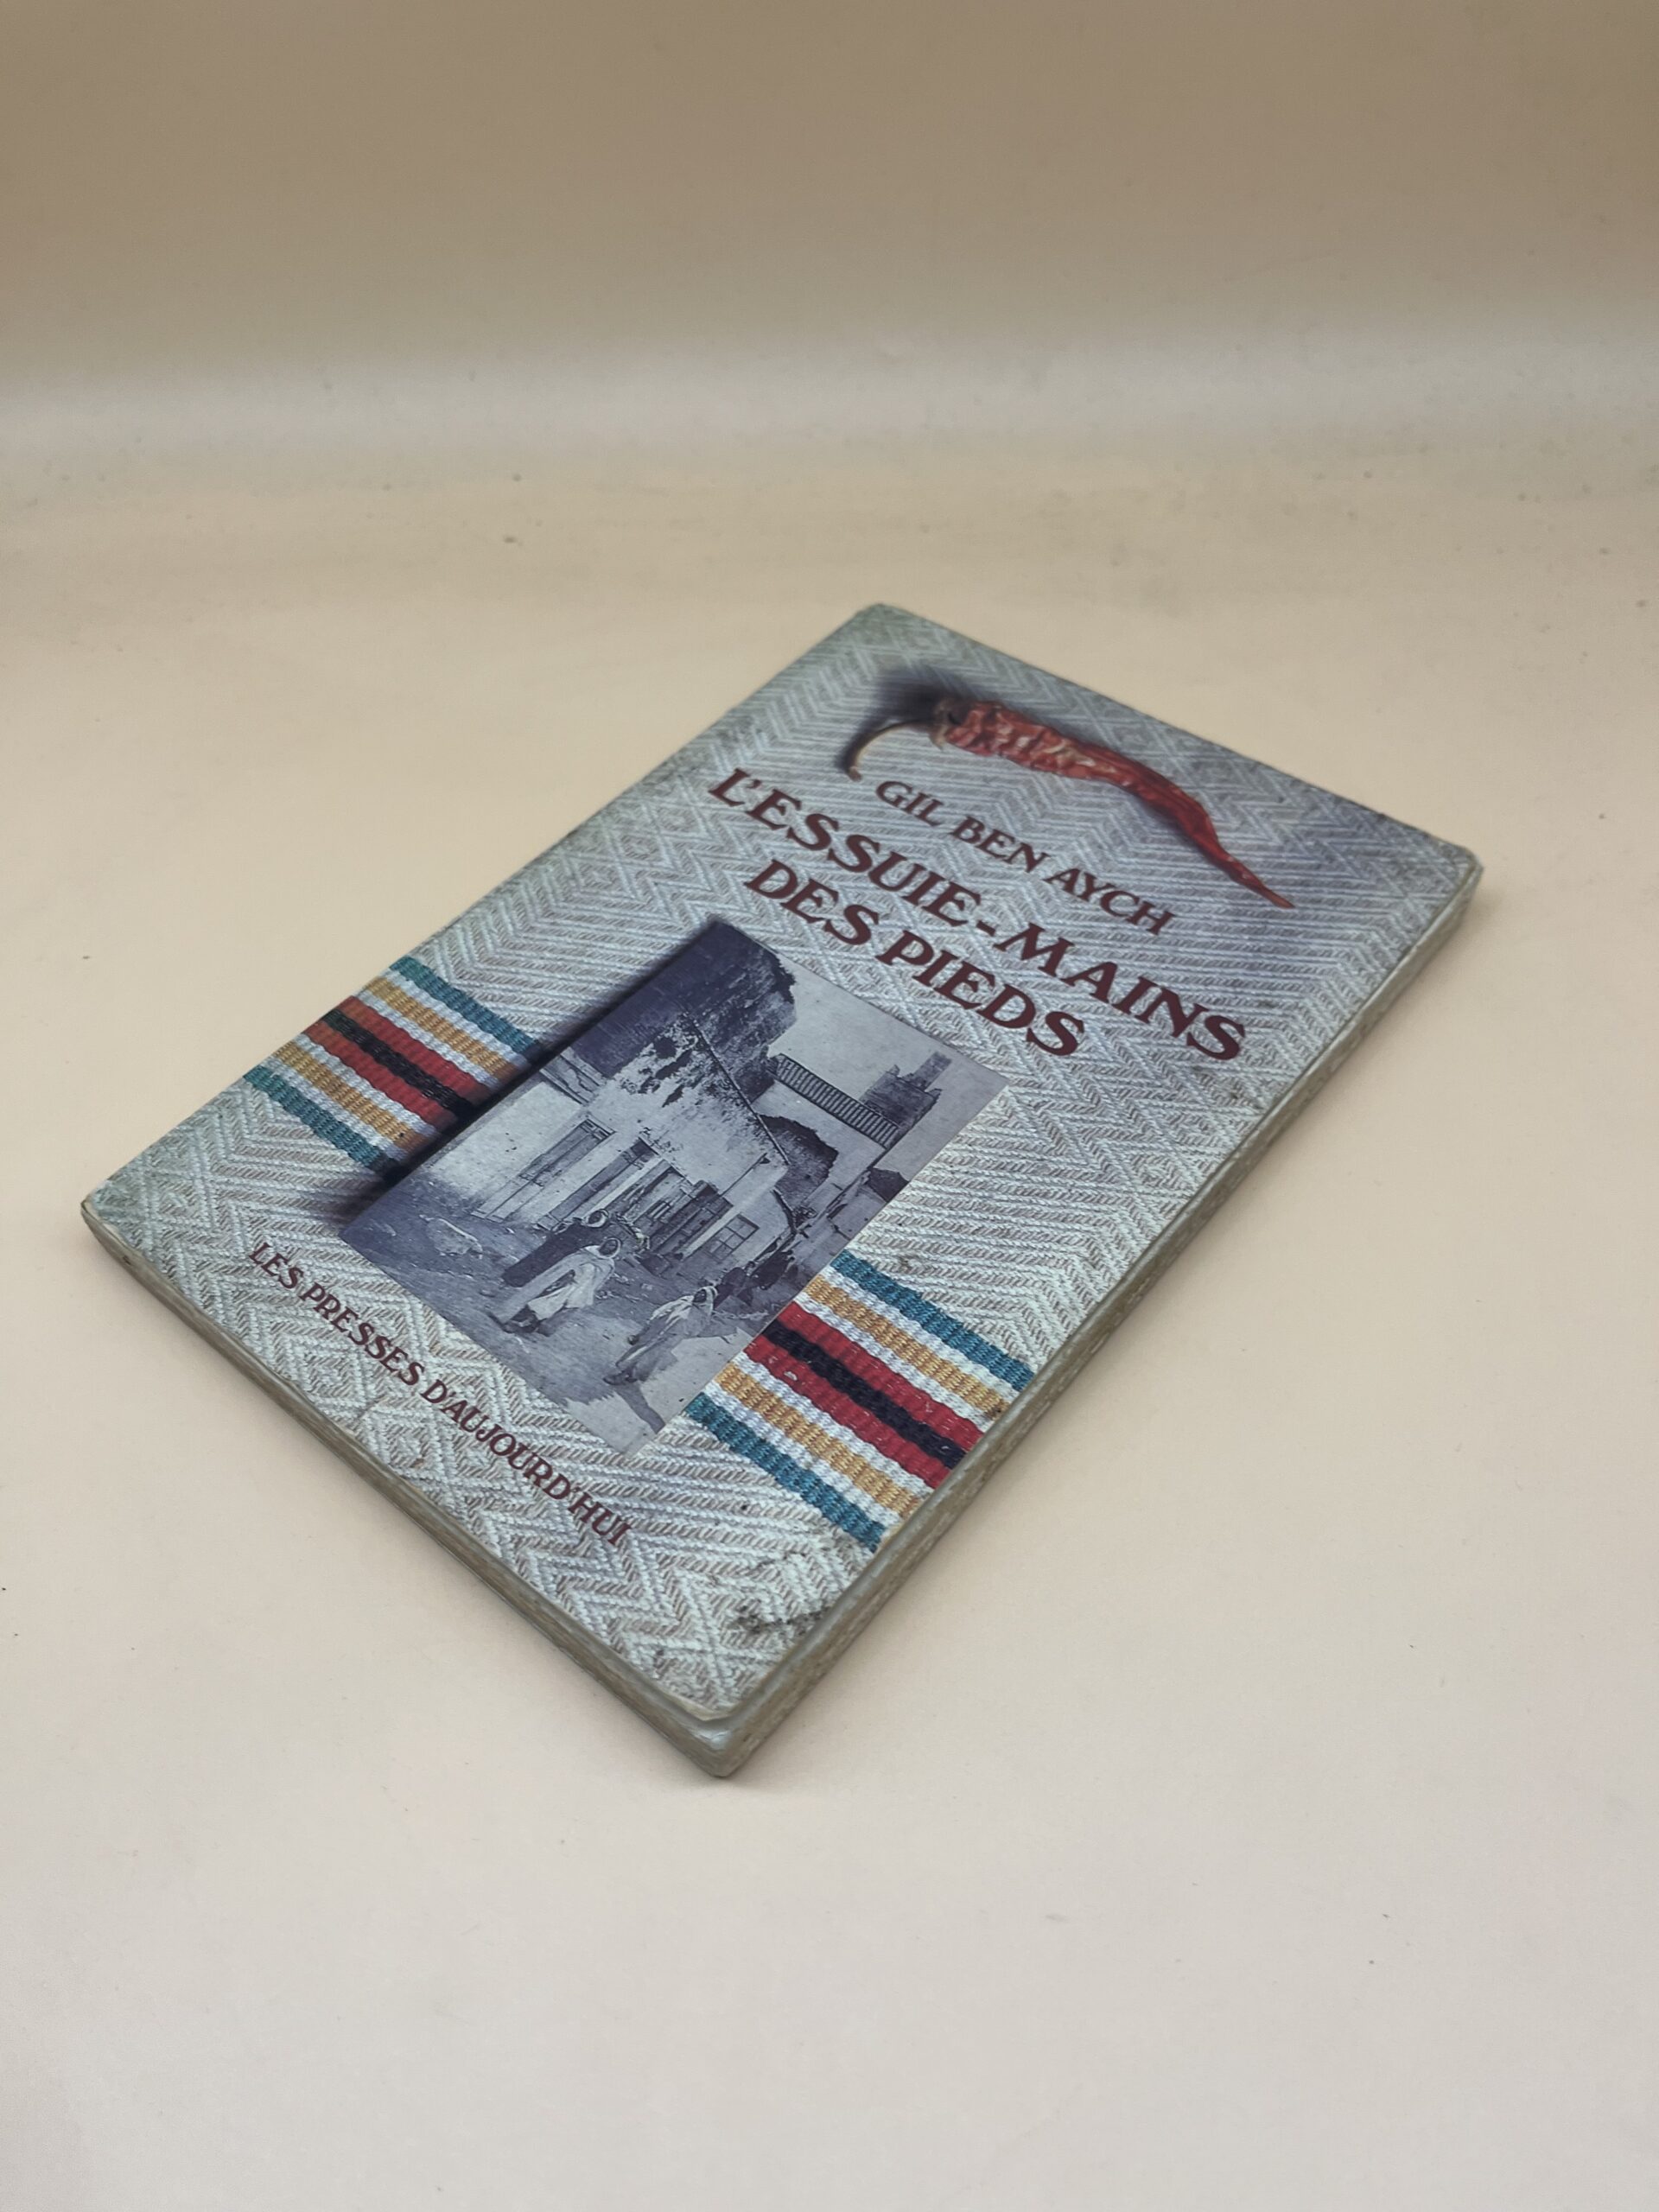 GIL BEN AYCH
L'ESSUIE-MAINS
DES PIEDS
LES PRESSES D'AUJOURD'HUI